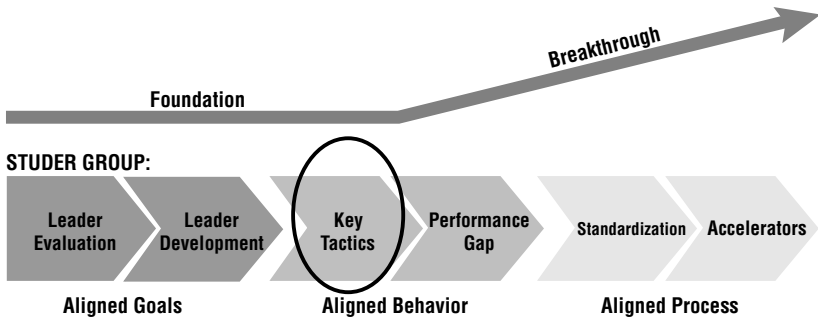 Breakthrough
Foundation
STUDER GROUP:
Leader
Evaluation
Leader
Development
Key
Tactics
Performance
Gap
Standardization
Accelerators
Aligned Goals
Aligned Behavior
Aligned Process